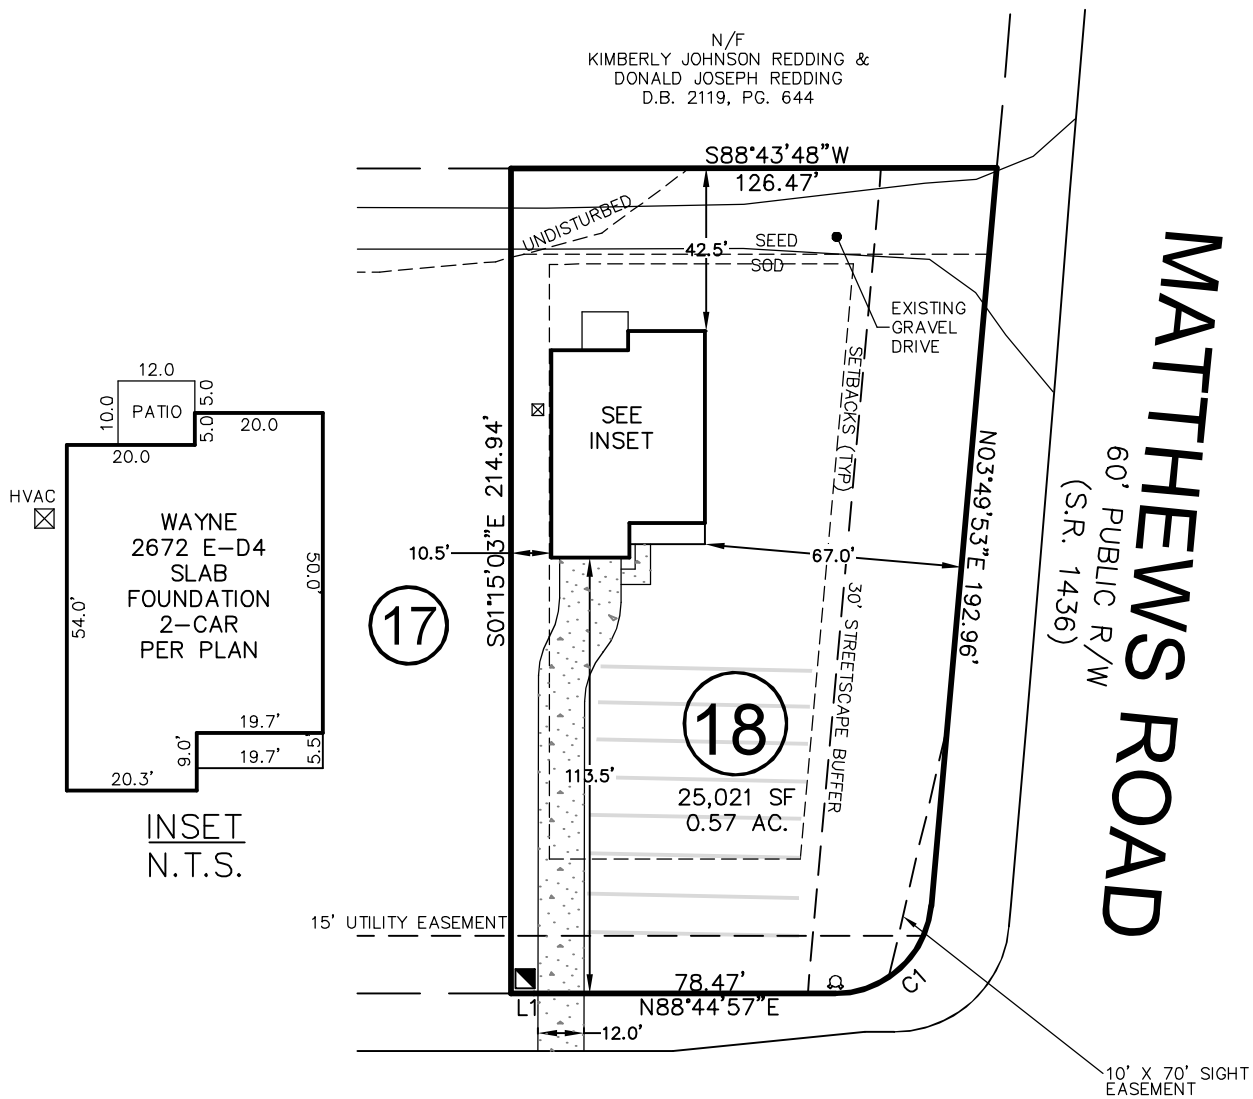 N/F
KIMBERLY JOHNSON REDDING &
DONALD JOSEPH REDDING
D.B. 2119, PG. 644
S88°43'48"W
126.47'
UNDISTURBED
SEED
SOD
42.5'
EXISTING
GRAVEL
DRIVE
SETBACKS (TYP)
SEE
INSET
S01°15'03"E 214.94'
N03°49'53"E 192.96'
MATTHEWS ROAD
60' PUBLIC R/W
(S.R. 1436)
12.0
10.0
PATIO
5.0
5.0
20.0
20.0
HVAC
WAYNE
2672 E-D4
SLAB
FOUNDATION
2-CAR
PER PLAN
54.0'
50.0'
19.7'
9.0'
19.7'
5.5'
20.3'
INSET
N.T.S.
10.5'
67.0'
17
30' STREETSCAPE BUFFER
18
25,021 SF
0.57 AC.
113.5'
15' UTILITY EASEMENT
78.47'
N88°44'57"E
L1
C1
12.0'
10' X 70' SIGHT
EASEMENT